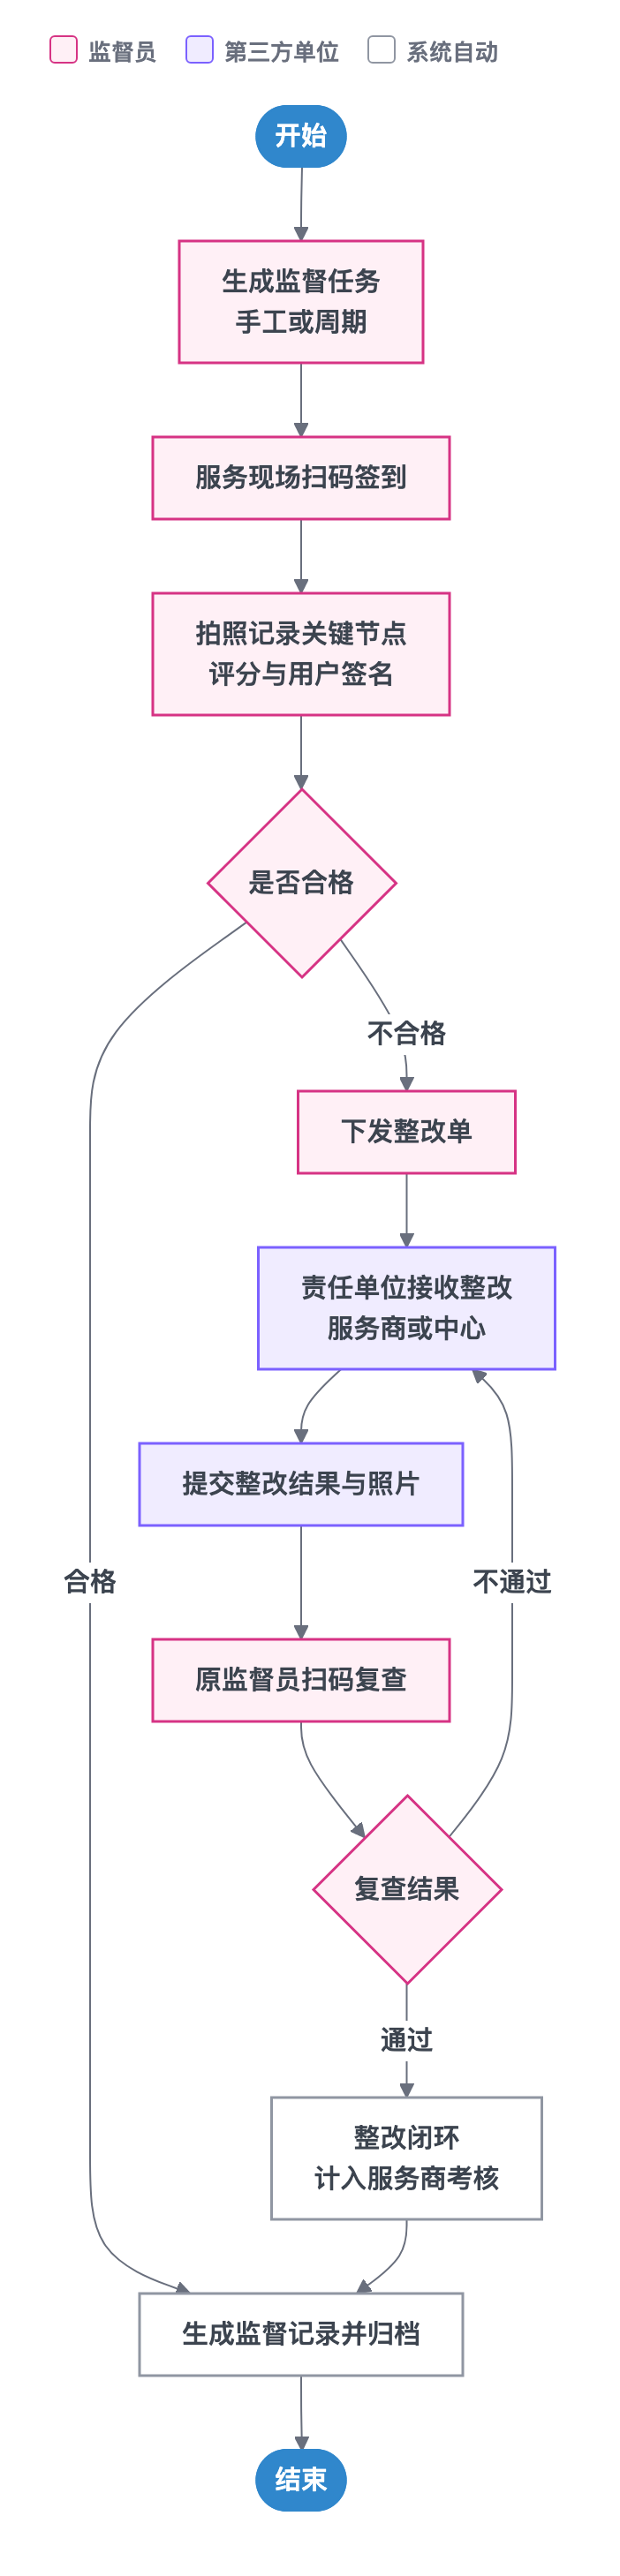 监督员
第三方单位
系统自动
开始
生成监督任务
手工或周期
服务现场扫码签到
拍照记录关键节点
评分与用户签名
是否合格
不合格
下发整改单
责任单位接收整改
服务商或中心
提交整改结果与照片
合格
不通过
原监督员扫码复查
复查结果
通过
整改闭环
计入服务商考核
生成监督记录并归档
结束